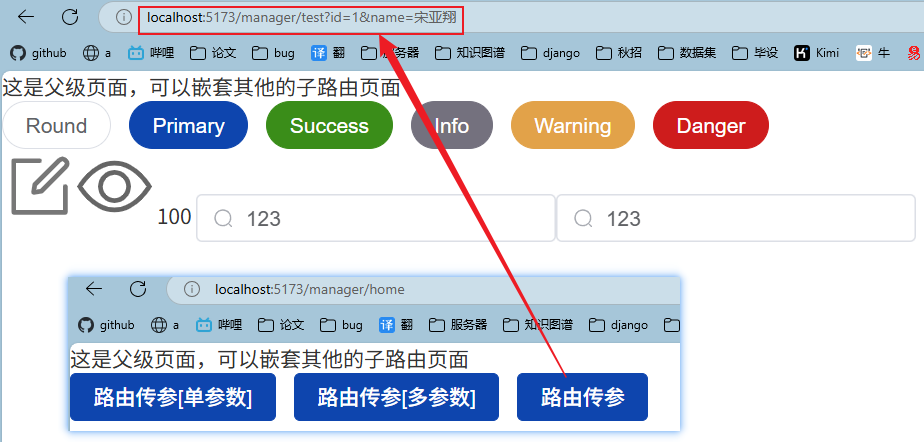 localhost:5173/manager/test?id=1&name=宋亚翔
github a 哔哩 论文 bug 译 翻 服务器 知识图谱 django 秋招 数据集 毕设 K Kimi 牛 易
这是父级页面，可以嵌套其他的子路由页面
Round Primary Success Info Warning Danger
100 123 123
localhost:5173/manager/home
github a 哔哩 论文 bug 译 翻 服务器 知识图谱 django
这是父级页面，可以嵌套其他的子路由页面
路由传参[单参数] 路由传参[多参数] 路由传参